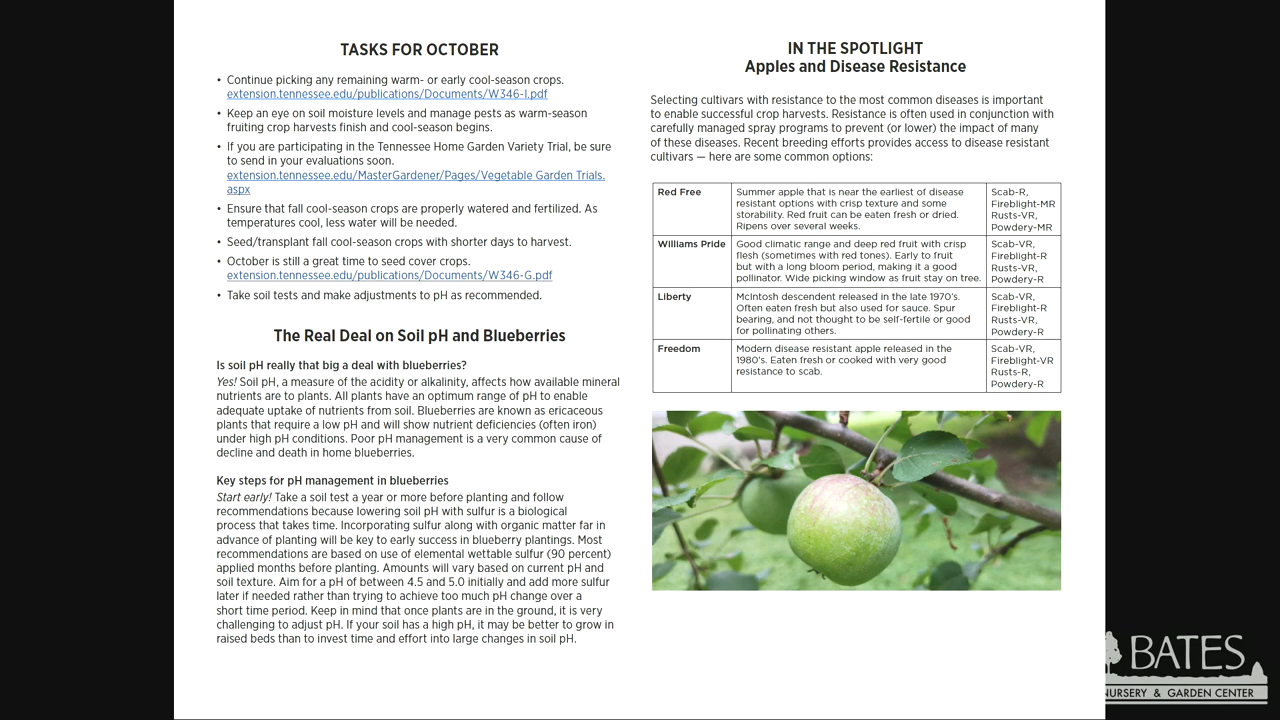 TASKS FOR OCTOBER
• Continue picking any remaining warm- or early cool-season crops.
extension.tennessee.edu/publications/Documents/W346-I.pdf
• Keep an eye on soil moisture levels and manage pests as warm-season
fruiting crop harvests finish and cool-season begins.
• If you are participating in the Tennessee Home Garden Variety Trial, be sure
to send in your evaluations soon.
extension.tennessee.edu/MasterGardener/Pages/Vegetable Garden Trials.
aspx
• Ensure that fall cool-season crops are properly watered and fertilized. As
temperatures cool, less water will be needed.
• Seed/transplant fall cool-season crops with shorter days to harvest.
• October is still a great time to seed cover crops.
extension.tennessee.edu/publications/Documents/W346-G.pdf
• Take soil tests and make adjustments to pH as recommended.
The Real Deal on Soil pH and Blueberries
Is soil pH really that big a deal with blueberries?
Yes! Soil pH, a measure of the acidity or alkalinity, affects how available mineral
nutrients are to plants. All plants have an optimum range of pH to enable
adequate uptake of nutrients from soil. Blueberries are known as ericaceous
plants that require a low pH and will show nutrient deficiencies (often iron)
under high pH conditions. Poor pH management is a very common cause of
decline and death in home blueberries.
Key steps for pH management in blueberries
Start early! Take a soil test a year or more before planting and follow
recommendations because lowering soil pH with sulfur is a biological
process that takes time. Incorporating sulfur along with organic matter far in
advance of planting will be key to early success in blueberry plantings. Most
recommendations are based on use of elemental wettable sulfur (90 percent)
applied months before planting. Amounts will vary based on current pH and
soil texture. Aim for a pH of between 4.5 and 5.0 initially and add more sulfur
later if needed rather than trying to achieve too much pH change over a
short time period. Keep in mind that once plants are in the ground, it is very
challenging to adjust pH. If your soil has a high pH, it may be better to grow in
raised beds than to invest time and effort into large changes in soil pH.
IN THE SPOTLIGHT
Apples and Disease Resistance
Selecting cultivars with resistance to the most common diseases is important
to enable successful crop harvests. Resistance is often used in conjunction with
carefully managed spray programs to prevent (or lower) the impact of many
of these diseases. Recent breeding efforts provides access to disease resistant
cultivars — here are some common options:
Red Free
Summer apple that is near the earliest of disease
resistant options with crisp texture and some
storability. Red fruit can be eaten fresh or dried.
Ripens over several weeks.
Scab-R,
Fireblight-MR
Rusts-VR,
Powdery-MR
Williams Pride
Good climatic range and deep red fruit with crisp
flesh (sometimes with red tones). Early to fruit
but with a long bloom period, making it a good
pollinator. Wide picking window as fruit stay on tree.
Scab-VR,
Fireblight-R
Rusts-VR,
Powdery-R
Liberty
McIntosh descendent released in the late 1970's.
Often eaten fresh but also used for sauce. Spur
bearing, and not thought to be self-fertile or good
for pollinating others.
Scab-VR,
Fireblight-R
Rusts-VR,
Powdery-R
Freedom
Modern disease resistant apple released in the
1980's. Eaten fresh or cooked with very good
resistance to scab.
Scab-VR,
Fireblight-VR
Rusts-R,
Powdery-R
BATES
NURSERY & GARDEN CENTER